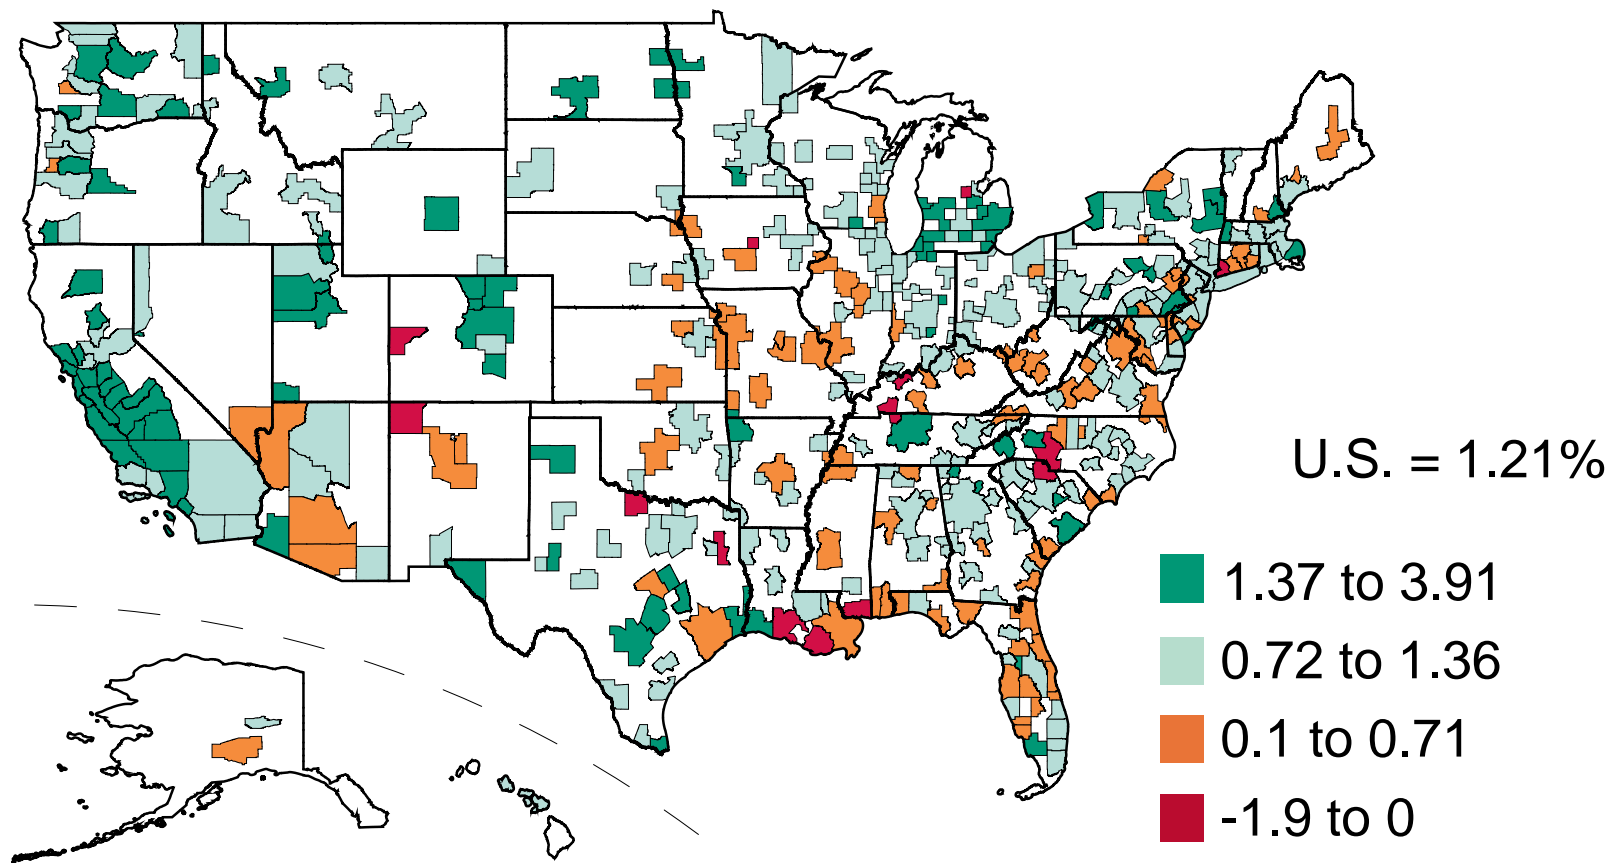 U.S. = 1.21%
1.37 to 3.91
0.72 to 1.36
0.1 to 0.71
-1.9 to 0